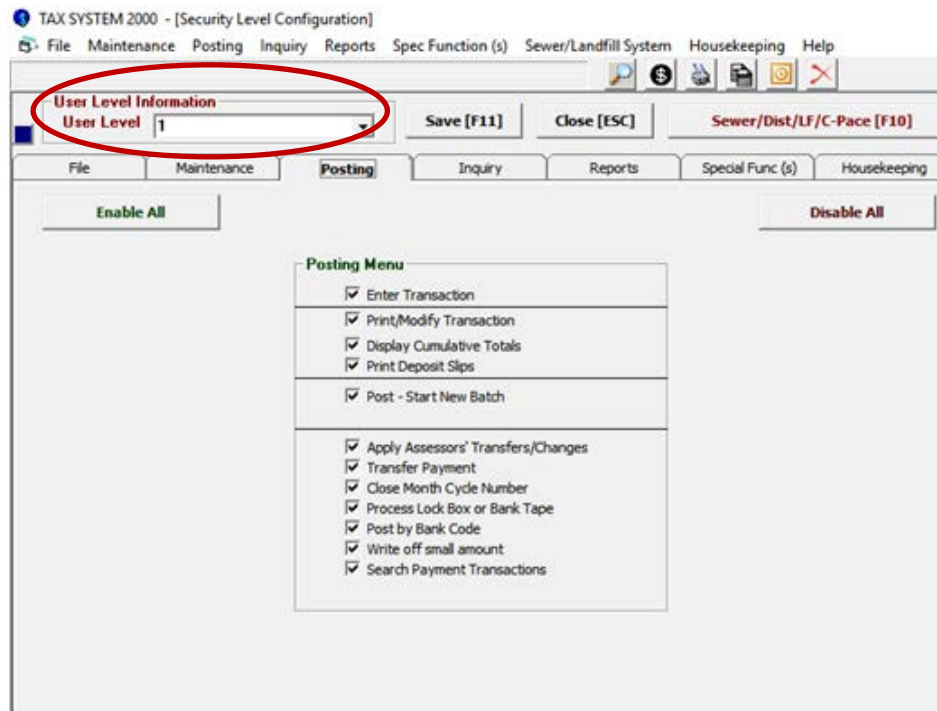 TAX SYSTEM 2000 - [Security Level Configuration]
File Maintenance Posting Inquiry Reports Spec Function (s) Sewer/Landfill System Housekeeping Help
User Level Information
User Level 1 Save [F11] Close [ESC] Sewer/Dist/LF/C-Pace [F10]
File Maintenance Posting Inquiry Reports Special Func (s) Housekeeping
Enable All Disable All
Posting Menu
Enter Transaction
Print/Modify Transaction
Display Cumulative Totals
Print Deposit Slips
Post - Start New Batch
Apply Assessors' Transfers/Changes
Transfer Payment
Close Month Cycle Number
Process Lock Box or Bank Tape
Post by Bank Code
Write off small amount
Search Payment Transactions